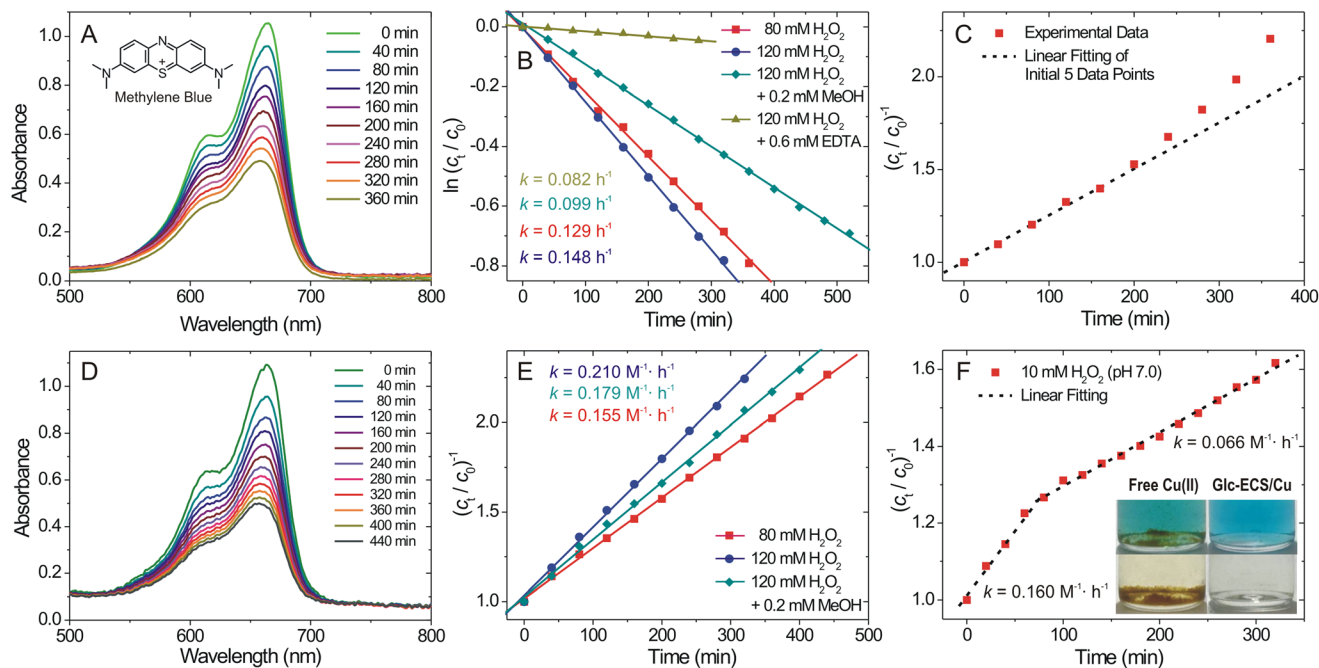 A
N
N
S
+
N
Methylene Blue
0 min
40 min
80 min
120 min
160 min
200 min
240 min
280 min
320 min
360 min
1.0
0.8
0.6
0.4
0.2
0.0
Absorbance
500
600
700
800
Wavelength (nm)
B
80 mM H₂O₂
120 mM H₂O₂
120 mM H₂O₂
+ 0.2 mM MeOH
120 mM H₂O₂
+ 0.6 mM EDTA
k = 0.082 h⁻¹
k = 0.099 h⁻¹
k = 0.129 h⁻¹
k = 0.148 h⁻¹
0.0
-0.2
-0.4
-0.6
-0.8
ln (cₜ / c₀)
0
100
200
300
400
500
Time (min)
C
Experimental Data
Linear Fitting of
Initial 5 Data Points
2.0
1.5
1.0
(cₜ / c₀)⁻¹
0
100
200
300
400
Time (min)
D
0 min
40 min
80 min
120 min
160 min
200 min
240 min
280 min
320 min
360 min
400 min
440 min
1.0
0.8
0.6
0.4
0.2
0.0
Absorbance
500
600
700
800
Wavelength (nm)
E
k = 0.210 M⁻¹· h⁻¹
k = 0.179 M⁻¹· h⁻¹
k = 0.155 M⁻¹· h⁻¹
80 mM H₂O₂
120 mM H₂O₂
120 mM H₂O₂
+ 0.2 mM MeOH
2.0
1.5
1.0
(cₜ / c₀)⁻¹
0
100
200
300
400
500
Time (min)
F
10 mM H₂O₂ (pH 7.0)
Linear Fitting
k = 0.066 M⁻¹· h⁻¹
Free Cu(II)
Glc-ECS/Cu
k = 0.160 M⁻¹· h⁻¹
1.6
1.4
1.2
1.0
(cₜ / c₀)⁻¹
0
100
200
300
Time (min)